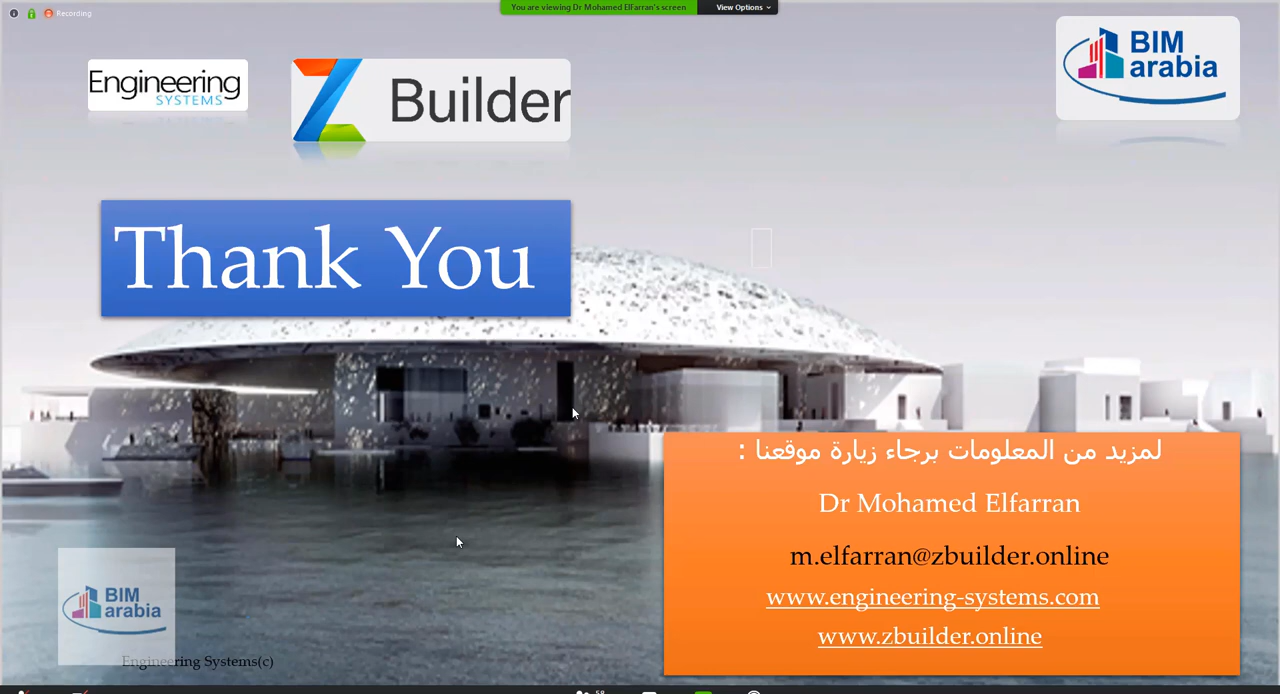 Recording
You are viewing Dr Mohamed ElFarran's screen
View Options
Engineering
SYSTEMS
Builder
BIM
arabia
Thank You
لمزيد من المعلومات برجاء زيارة موقعنا :
Dr Mohamed Elfarran
m.elfarran@zbuilder.online
www.engineering-systems.com
www.zbuilder.online
BIM
arabia
Engineering Systems(c)